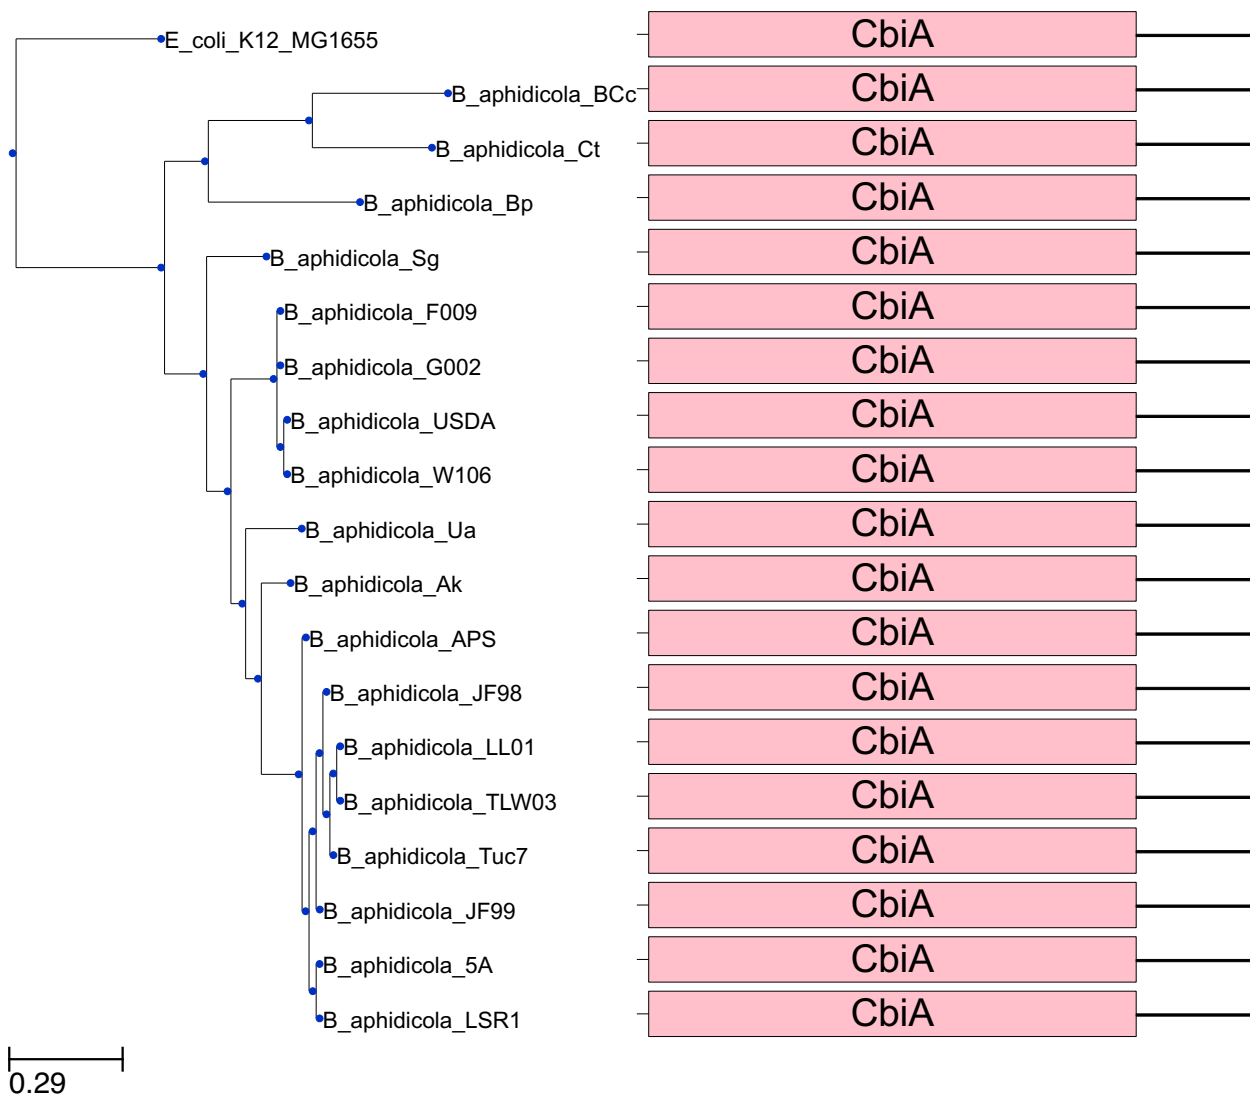 E_coli_K12_MG1655 CbiA
B_aphidicola_BCc CbiA
B_aphidicola_Ct CbiA
B_aphidicola_Bp CbiA
B_aphidicola_Sg CbiA
B_aphidicola_F009 CbiA
B_aphidicola_G002 CbiA
B_aphidicola_USDA CbiA
B_aphidicola_W106 CbiA
B_aphidicola_Ua CbiA
B_aphidicola_Ak CbiA
B_aphidicola_APS CbiA
B_aphidicola_JF98 CbiA
B_aphidicola_LL01 CbiA
B_aphidicola_TLW03 CbiA
B_aphidicola_Tuc7 CbiA
B_aphidicola_JF99 CbiA
B_aphidicola_5A CbiA
B_aphidicola_LSR1 CbiA
0.29